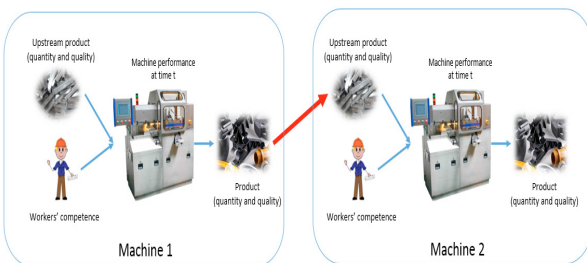 Upstream product
(quantity and quality)
Machine performance
at time t
Workers' competence
Product
(quantity and quality)
Machine 1
Upstream product
(quantity and quality)
Machine performance
at time t
Workers' competence
Product
(quantity and quality)
Machine 2